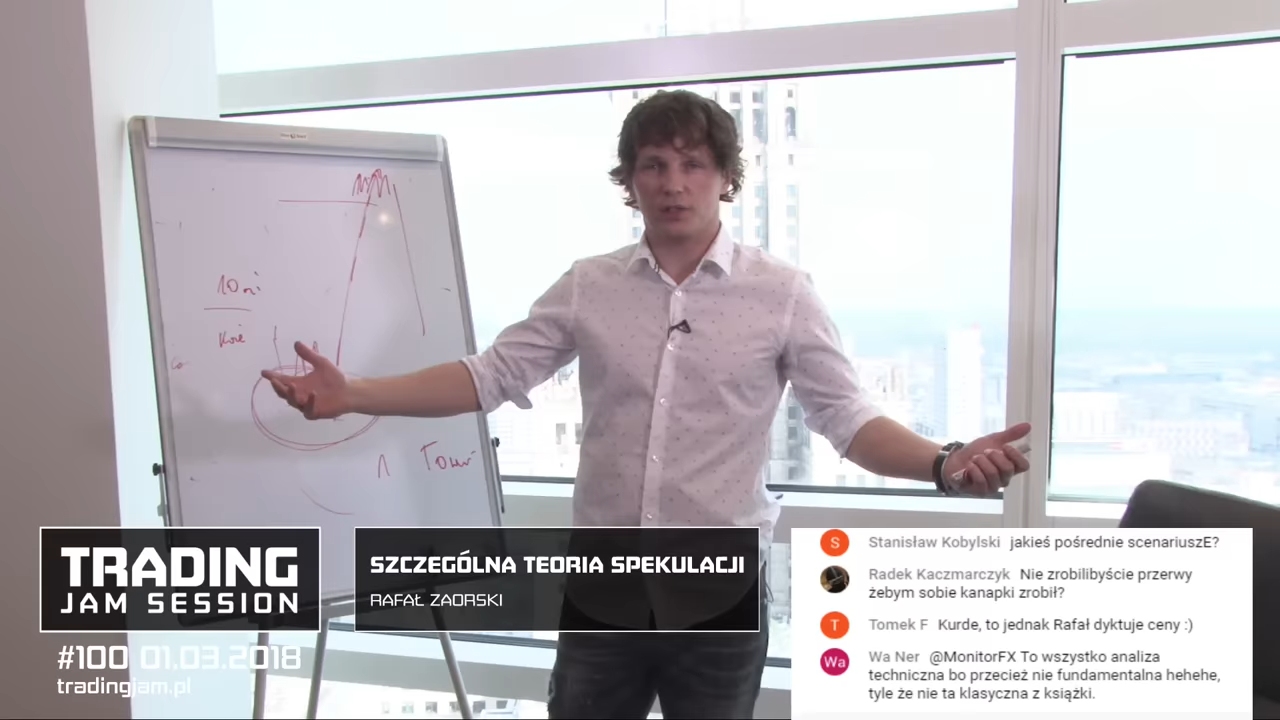 10
TRADING
JAM SESSION
#100 01.03.2018
tradingjam.pl
SZCZEGÓLNA TEORIA SPEKULACJI
RAFAŁ ZAORSKI
S Stanisław Kobylski jakieś pośrednie scenariuszE?
Radek Kaczmarczyk Nie zrobilibyście przerwy
żebym sobie kanapki zrobił?
T Tomek F Kurde, to jednak Rafał dyktuje ceny :)
Wa Wa Ner @MonitorFX To wszystko analiza
techniczna bo przecież nie fundamentalna hehehe,
tyle że nie ta klasyczna z książki.